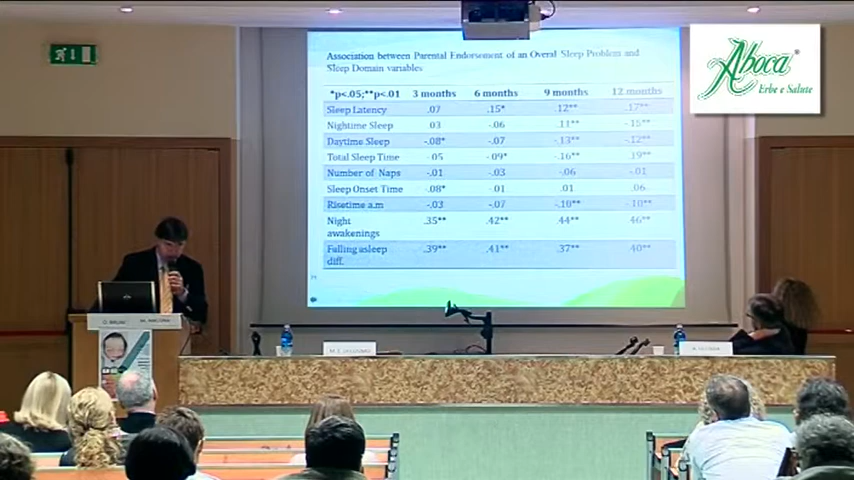 Association between Parental Endorsement of an Overal Sleep Problem and
Sleep Domain variables
*p<.05;**p<.01 3 months 6 months 9 months 12 months
Sleep Latency .07 .15* .12** .17**
Nightime Sleep 03 -.06 .11** -.15**
Daytime Sleep -.08* -.07 -.13** -.12**
Total Sleep Time -05 -09* -.16** .19**
Number of Naps -.01 -.03 -.06 -.01
Sleep Onset Time .08* 01 .01 .06
Risetime a.m -.03 -.07 -.10** -.10**
Night .35** .42** .44** 46**
awakenings
Falling asleep .39** .41** .37** 40**
diff.
Aboca®
Erbe e Salute
O. BRUNI